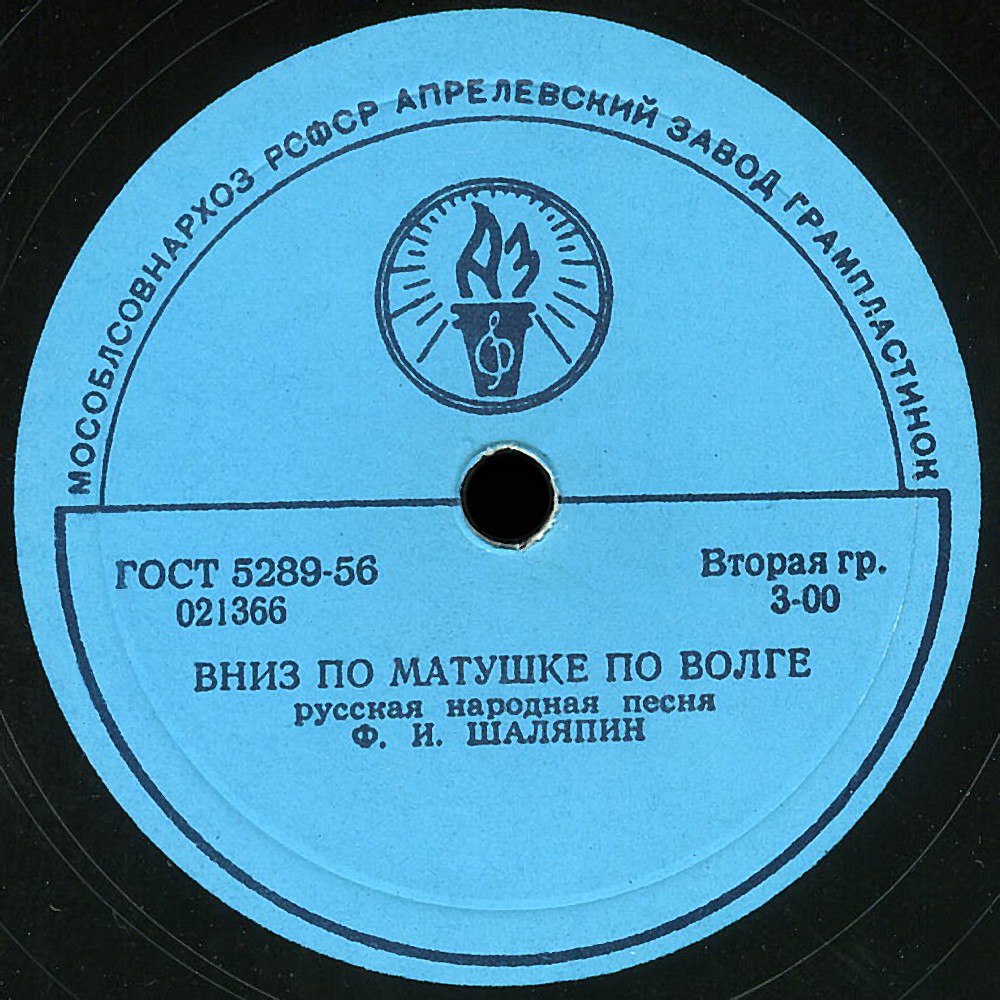 МОСОБЛСОВНАРХОЗ РСФСР АПРЕЛЕВСКИЙ ЗАВОД ГРАМПЛАСТИНОК
АЗ
ГОСТ 5289-56
Вторая гр.
021366
3-00
ВНИЗ ПО МАТУШКЕ ПО ВОЛГЕ
русская народная песня
Ф. И. ШАЛЯПИН